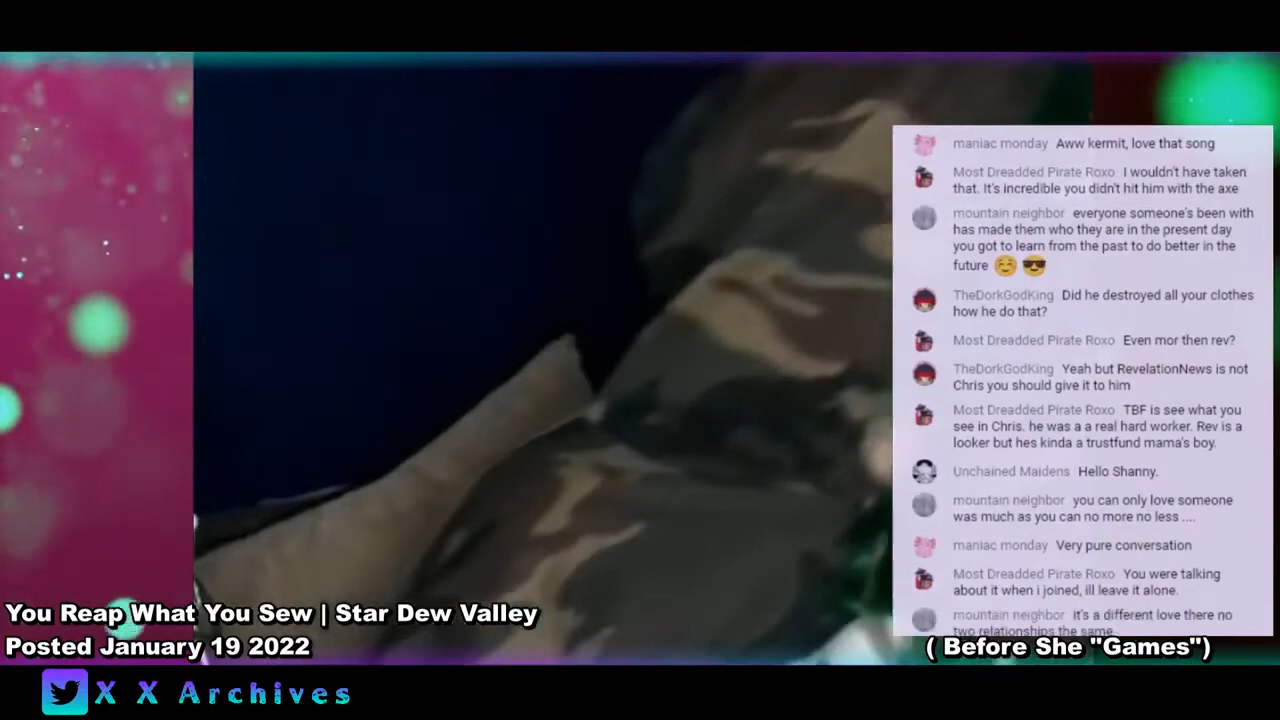 maniac monday Aww kermit, love that song
Most Dreadded Pirate Roxo I wouldn't have taken
that. It's incredible you didn't hit him with the axe
mountain neighbor everyone someone's been with
has made them who they are in the present day
you got to learn from the past to do better in the
future
TheDorkGodKing Did he destroyed all your clothes
how he do that?
Most Dreadded Pirate Roxo Even mor then rev?
TheDorkGodKing Yeah but RevelationNews is not
Chris you should give it to him
Most Dreadded Pirate Roxo TBF is see what you
see in Chris. he was a a real hard worker. Rev is a
looker but hes kinda a trustfund mama's boy.
Unchained Maidens Hello Shanny.
mountain neighbor you can only love someone
was much as you can no more no less ....
maniac monday Very pure conversation
Most Dreadded Pirate Roxo You were talking
about it when i joined, ill leave it alone.
mountain neighbor it's a different love there no
two relationships the same
You Reap What You Sew | Star Dew Valley
Posted January 19 2022
( Before She "Games")
X X Archives